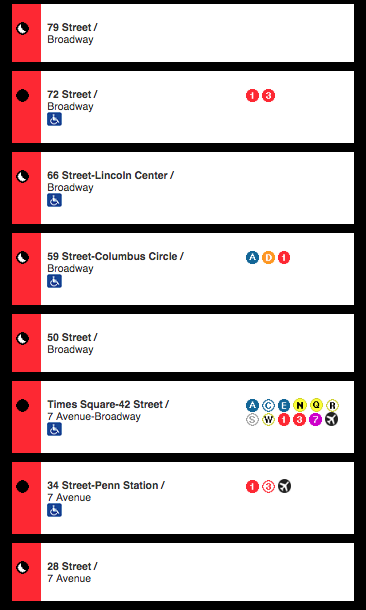 79 Street /
Broadway
72 Street /
Broadway
1 3
66 Street-Lincoln Center /
Broadway
59 Street-Columbus Circle /
Broadway
A D 1
50 Street /
Broadway
Times Square-42 Street /
7 Avenue-Broadway
A C E N Q R
S W 1 3 7
34 Street-Penn Station /
7 Avenue
1 3
28 Street /
7 Avenue